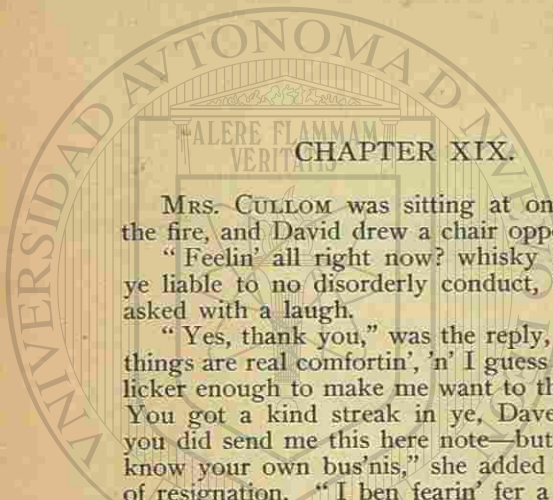 UNIVERSIDAD AUTONOMA DE NUEVO
ALERE FLAMMAM
VERITATIS
CHAPTER XIX.
MRS. CULLOM was sitting at on
the fire, and David drew a chair opp
“ Feelin' all right now? whisky
ye liable to no disorderly conduct,
asked with a laugh.
“ Yes, thank you,” was the reply,
things are real comfortin', 'n' I guess
licker enough to make me want to th
You got a kind streak in ye, Dave
you did send me this here note—but
know your own bus'nis,” she added
of resignation. “ I ben fearin' fer a